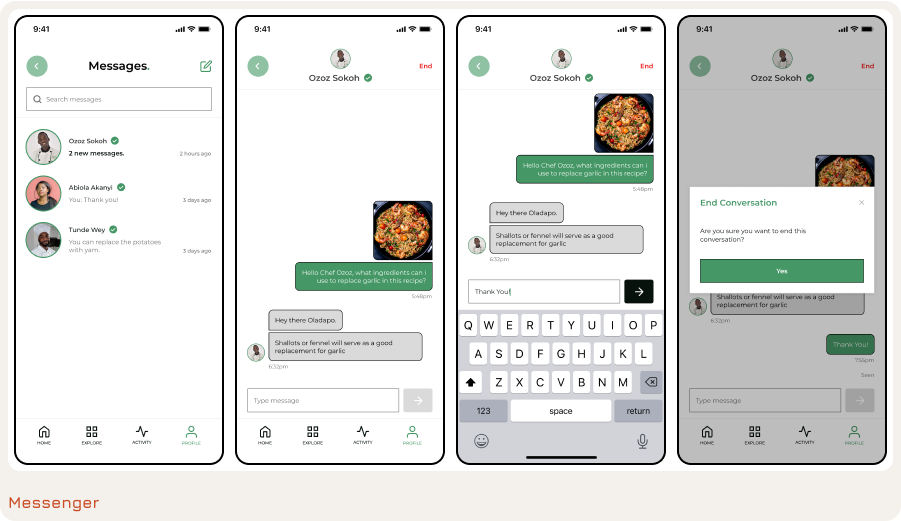 9:41
Messages.
Search messages
Ozoz Sokoh
2 new messages.
2 hours ago
Abiola Akanyi
You: Thank you!
3 days ago
Tunde Wey
You can replace the potatoes
with yam.
3 days ago
HOME
EXPLORE
ACTIVITY
PROFILE
9:41
Ozoz Sokoh
End
Hello Chef Ozoz, what ingredients can i
use to replace garlic in this recipe?
5:48pm
Hey there Oladapo.
Shallots or fennel will serve as a good
replacement for garlic
6:32pm
Type message
HOME
EXPLORE
ACTIVITY
PROFILE
9:41
Ozoz Sokoh
End
Hello Chef Ozoz, what ingredients can i
use to replace garlic in this recipe?
5:48pm
Hey there Oladapo.
Shallots or fennel will serve as a good
replacement for garlic
6:32pm
Thank You!
Q W E R T Y U I O P
A S D F G H J K L
Z X C V B N M
123 space return
9:41
Ozoz Sokoh
End
End Conversation
Are you sure you want to end this
conversation?
Yes
Shallots or fennel will serve as a good
replacement for garlic
6:32pm
Thank You!
7:55pm
Seen
Type message
HOME
EXPLORE
ACTIVITY
PROFILE
Messenger